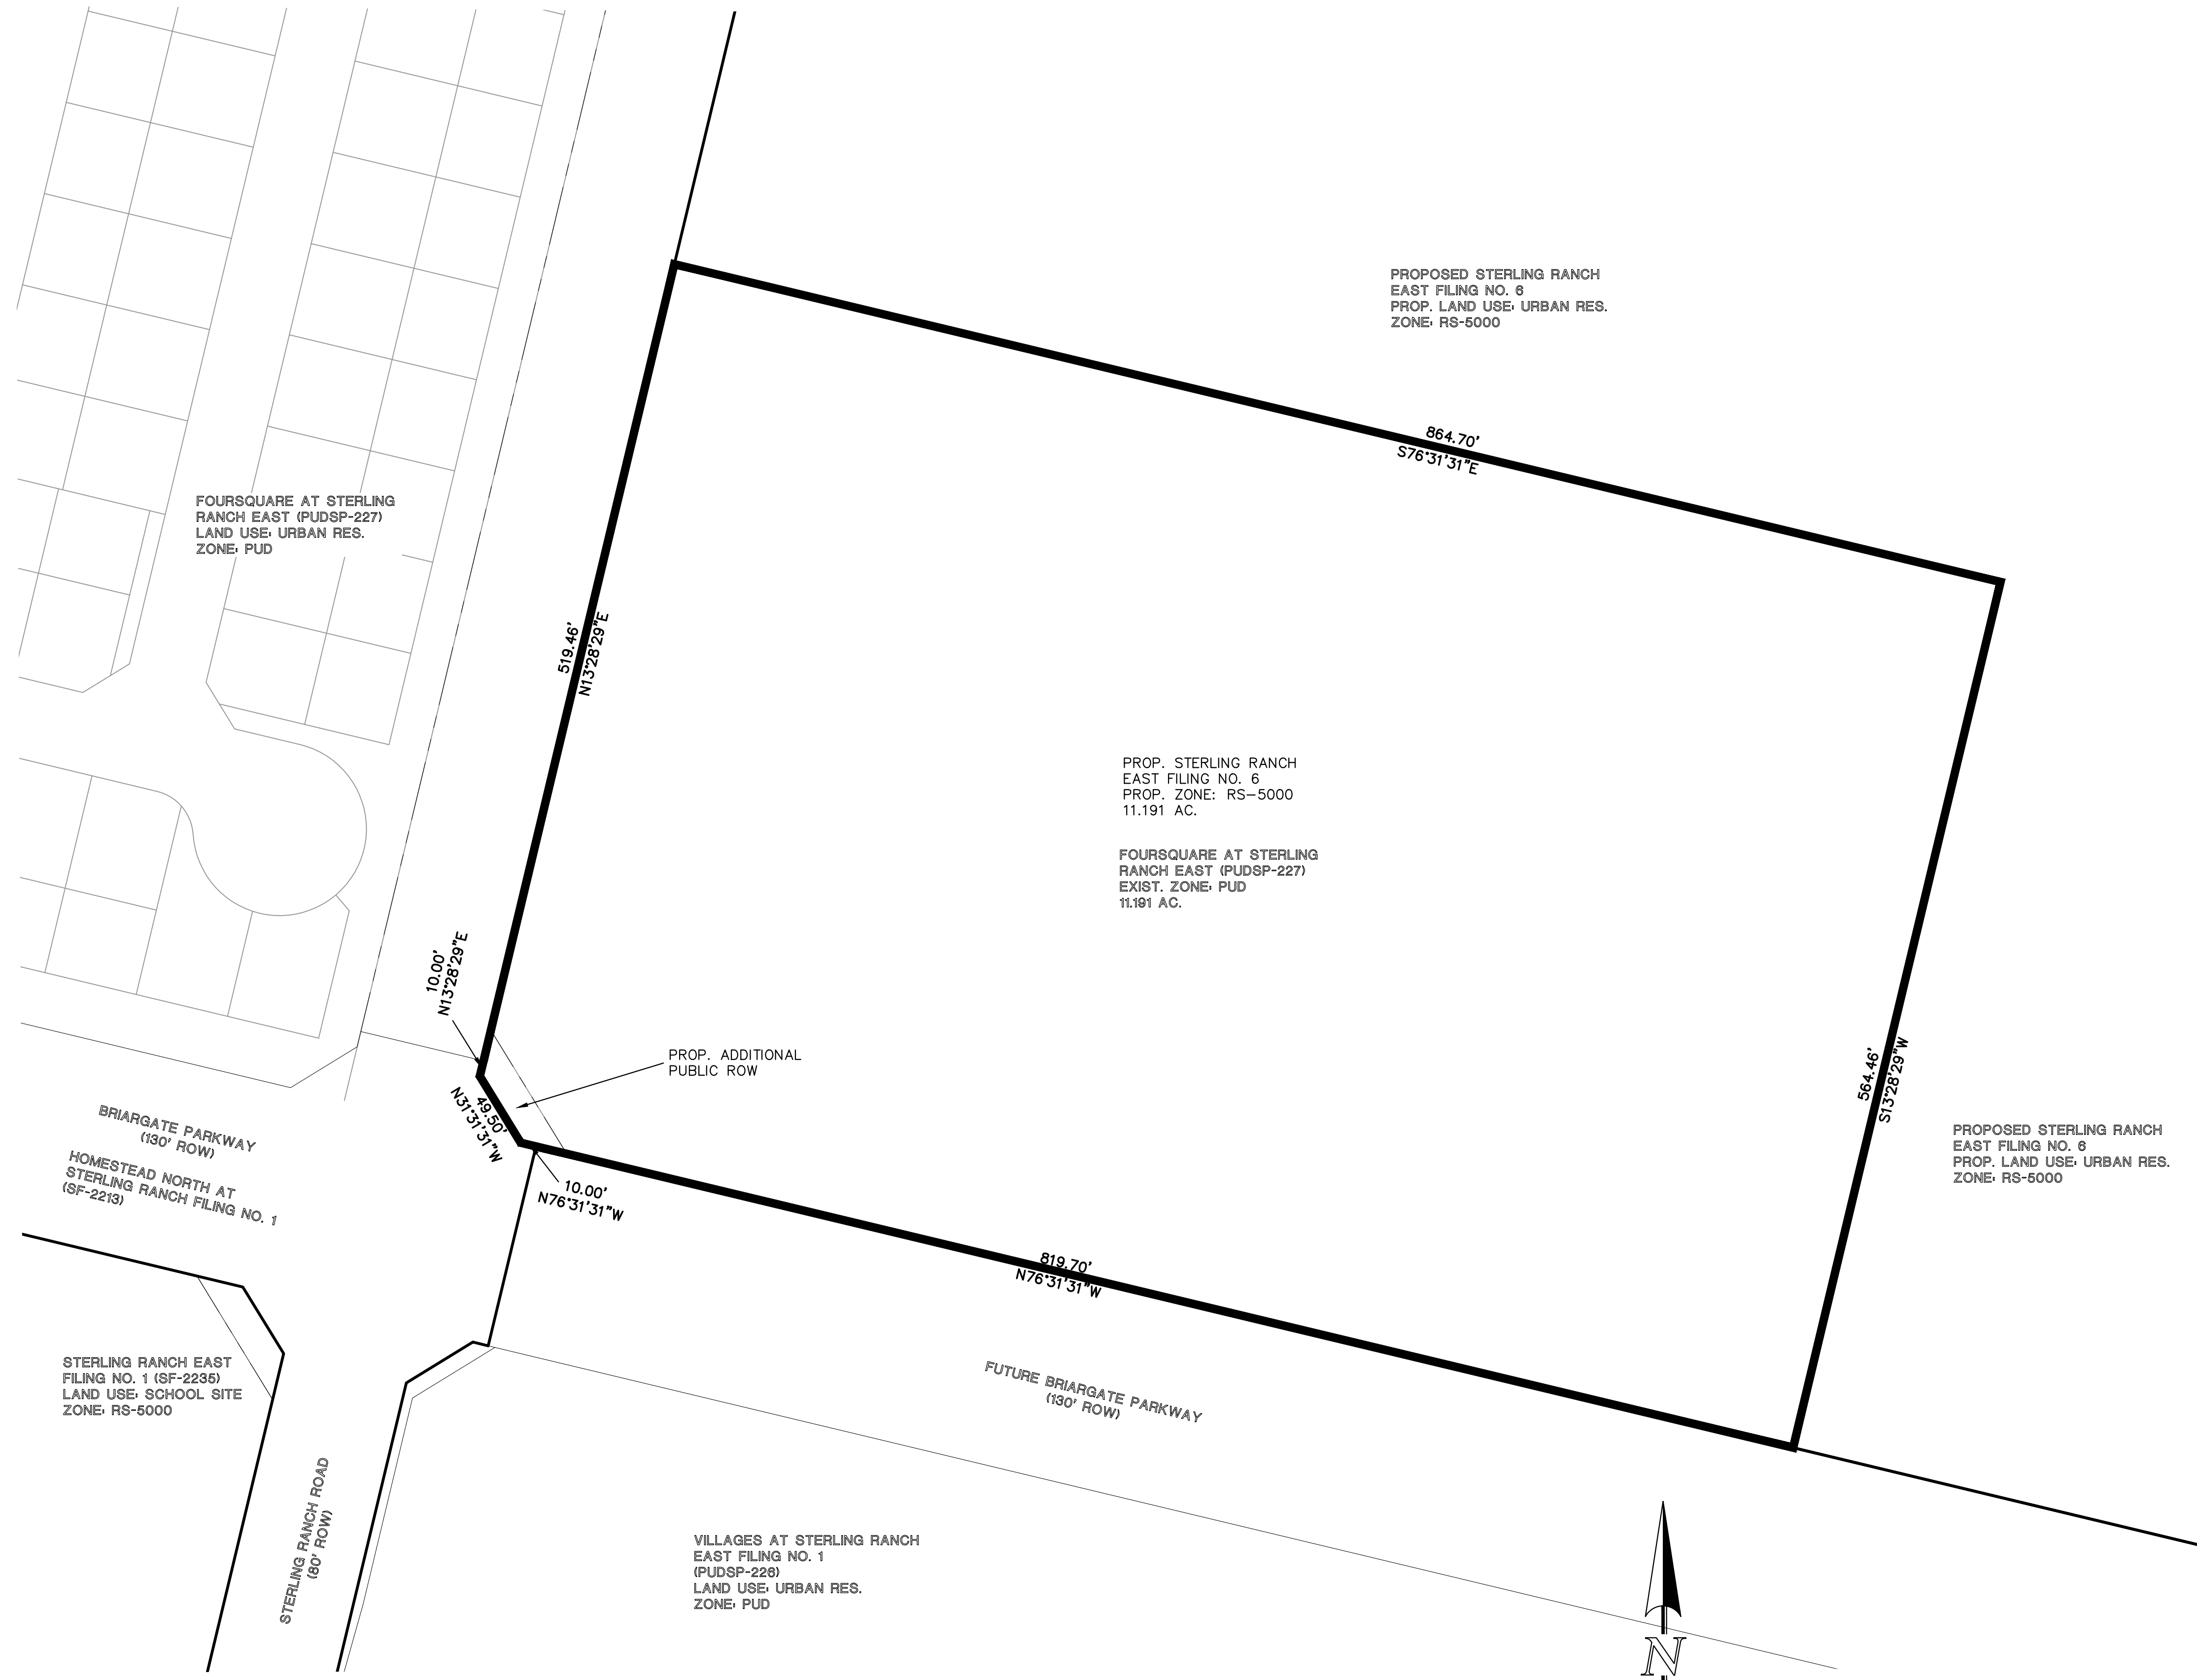 PROPOSED STERLING RANCH
EAST FILING NO. 6
PROP. LAND USE: URBAN RES.
ZONE: RS-5000
864.70'
S76°31'31"E
FOURSQUARE AT STERLING
RANCH EAST (PUDSP-227)
LAND USE: URBAN RES.
ZONE: PUD
519.46'
N13°28'29"E
PROP. STERLING RANCH
EAST FILING NO. 6
PROP. ZONE: RS-5000
11.191 AC.
FOURSQUARE AT STERLING
RANCH EAST (PUDSP-227)
EXIST. ZONE: PUD
11.191 AC.
10.00'
N13°28'29"E
PROP. ADDITIONAL
PUBLIC ROW
49.50'
N31°31'31"W
10.00'
N76°31'31"W
564.46'
S13°28'29"W
PROPOSED STERLING RANCH
EAST FILING NO. 6
PROP. LAND USE: URBAN RES.
ZONE: RS-5000
BRIARGATE PARKWAY
(130' ROW)
HOMESTEAD NORTH AT
STERLING RANCH FILING NO. 1
(SF-2213)
819.70'
N76°31'31"W
FUTURE BRIARGATE PARKWAY
(130' ROW)
STERLING RANCH EAST
FILING NO. 1 (SF-2235)
LAND USE: SCHOOL SITE
ZONE: RS-5000
STERLING RANCH ROAD
(80' ROW)
VILLAGES AT STERLING RANCH
EAST FILING NO. 1
(PUDSP-226)
LAND USE: URBAN RES.
ZONE: PUD
N